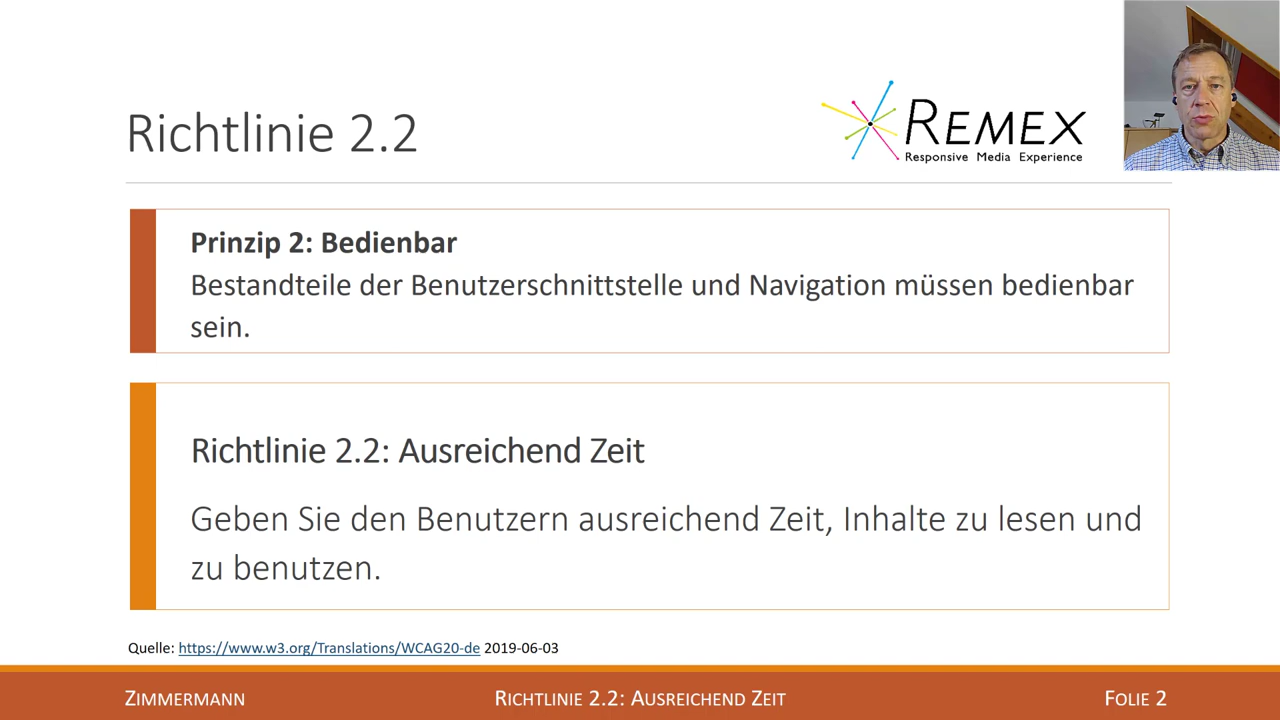 Richtlinie 2.2
REMEX
Responsive Media Experience
Prinzip 2: Bedienbar
Bestandteile der Benutzerschnittstelle und Navigation müssen bedienbar
sein.
Richtlinie 2.2: Ausreichend Zeit
Geben Sie den Benutzern ausreichend Zeit, Inhalte zu lesen und
zu benutzen.
Quelle: https://www.w3.org/Translations/WCAG20-de 2019-06-03
ZIMMERMANN
RICHTLINIE 2.2: AUSREICHEND ZEIT
FOLIE 2